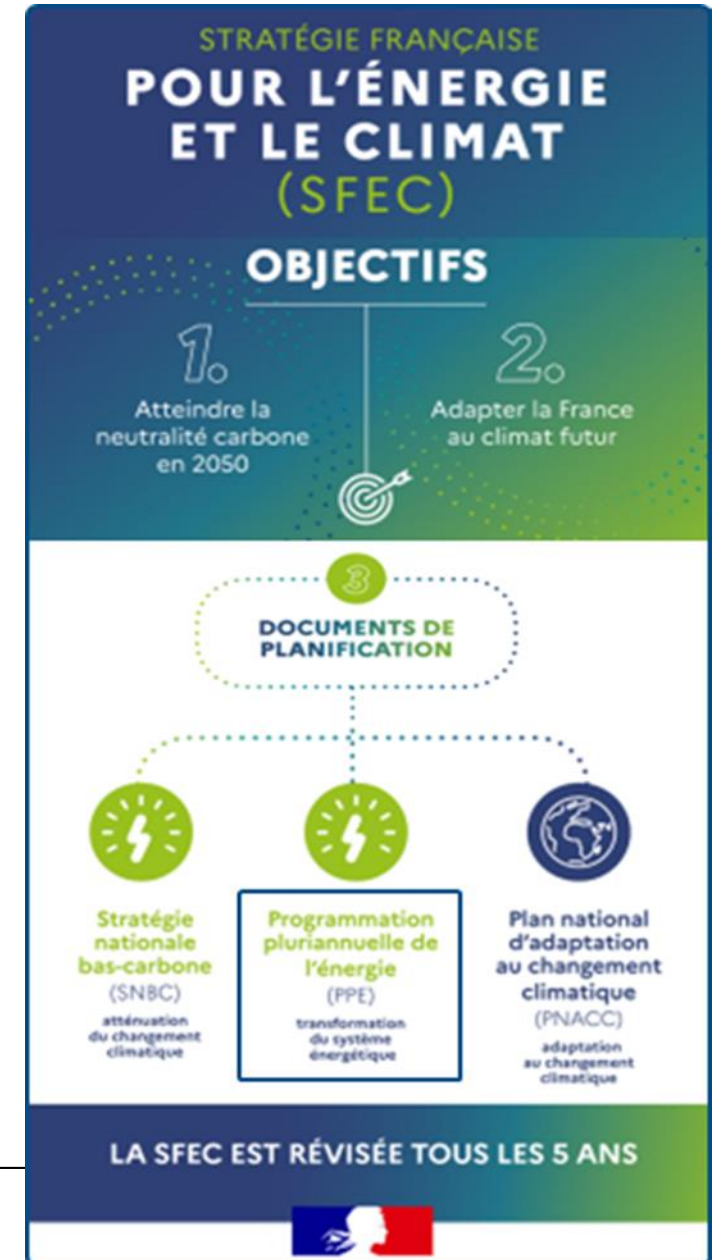 STRATÉGIE FRANÇAISE
POUR L'ÉNERGIE
ET LE CLIMAT
(SFEC)
OBJECTIFS
1.
Atteindre la
neutralité carbone
en 2050
2.
Adapter la France
au climat futur
3
DOCUMENTS DE
PLANIFICATION
Stratégie
nationale
bas-carbone
(SNBC)
atténuation
du changement
climatique
Programmation
pluriannuelle de
l'énergie
(PPE)
transformation
du système
énergétique
Plan national
d'adaptation
au changement
climatique
(PNACC)
adaptation
au changement
climatique
LA SFEC EST RÉVISÉE TOUS LES 5 ANS